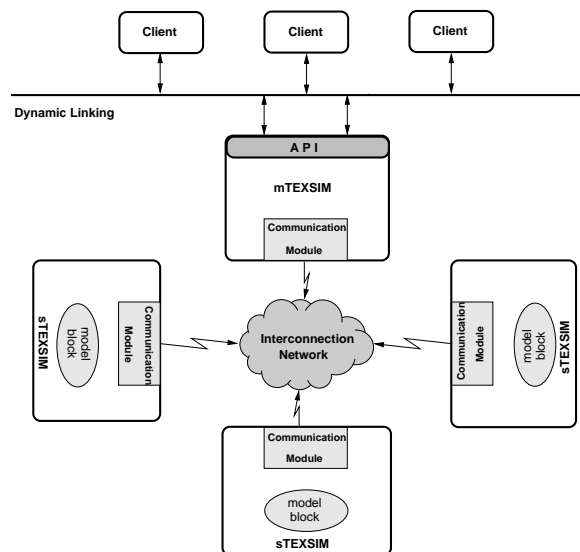 Client
Client
Client
Dynamic Linking
A P I
mTEXSIM
Communication
Module
sTEXSIM
model
block
Communication
Module
Interconnection
Network
Communication
Module
model
block
sTEXSIM
Communication
Module
model
block
sTEXSIM